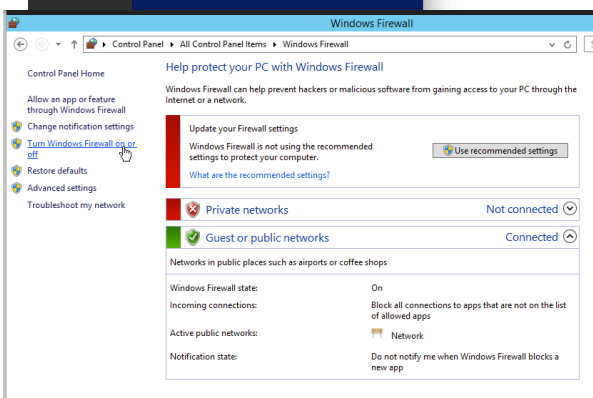 Windows Firewall
Control Panel ▸ All Control Panel Items ▸ Windows Firewall
Control Panel Home
Allow an app or feature
through Windows Firewall
Change notification settings
Turn Windows Firewall on or
off
Restore defaults
Advanced settings
Troubleshoot my network
Help protect your PC with Windows Firewall
Windows Firewall can help prevent hackers or malicious software from gaining access to your PC through the
Internet or a network.
Update your Firewall settings
Windows Firewall is not using the recommended
settings to protect your computer.
Use recommended settings
What are the recommended settings?
Private networks Not connected
Guest or public networks Connected
Networks in public places such as airports or coffee shops
Windows Firewall state: On
Incoming connections: Block all connections to apps that are not on the list
of allowed apps
Active public networks: Network
Notification state: Do not notify me when Windows Firewall blocks a
new app